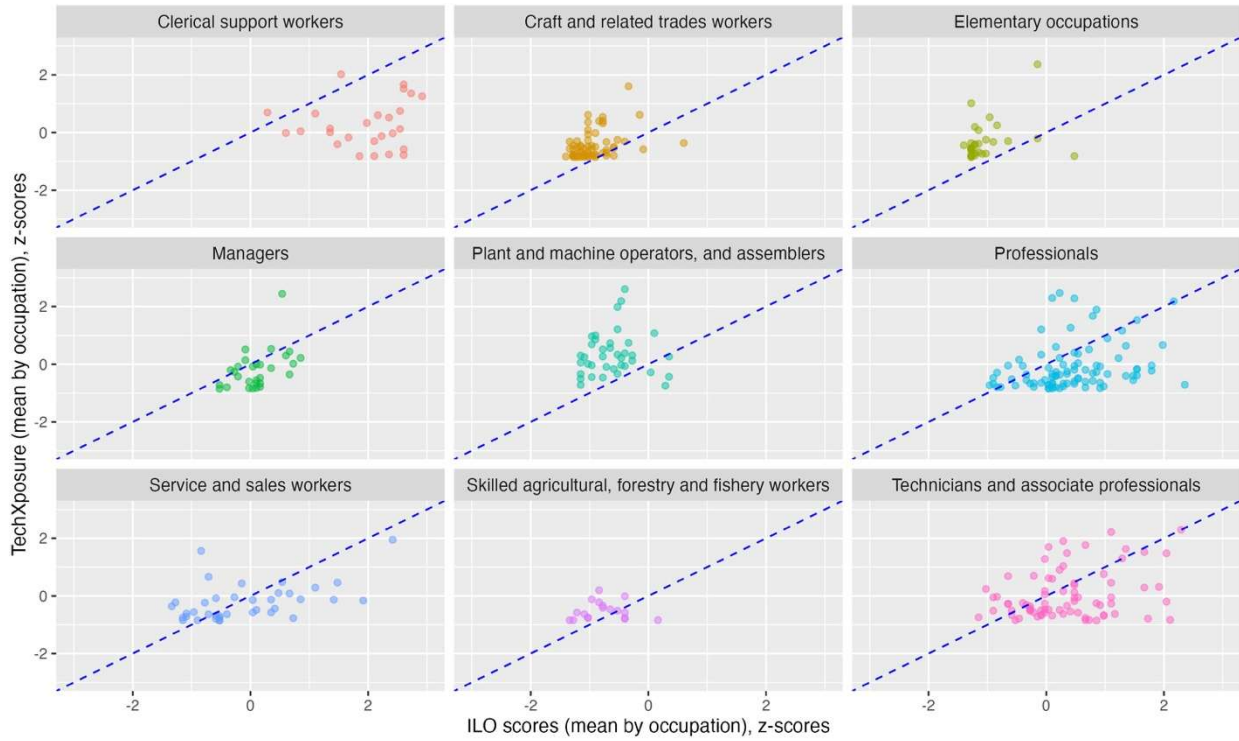 Clerical support workers
Craft and related trades workers
Elementary occupations
2
0
-2
Managers
Plant and machine operators, and assemblers
Professionals
2
0
-2
Service and sales workers
Skilled agricultural, forestry and fishery workers
Technicians and associate professionals
2
0
-2
-2 0 2 -2 0 2 -2 0 2
TechXposure (mean by occupation), z-scores
ILO scores (mean by occupation), z-scores